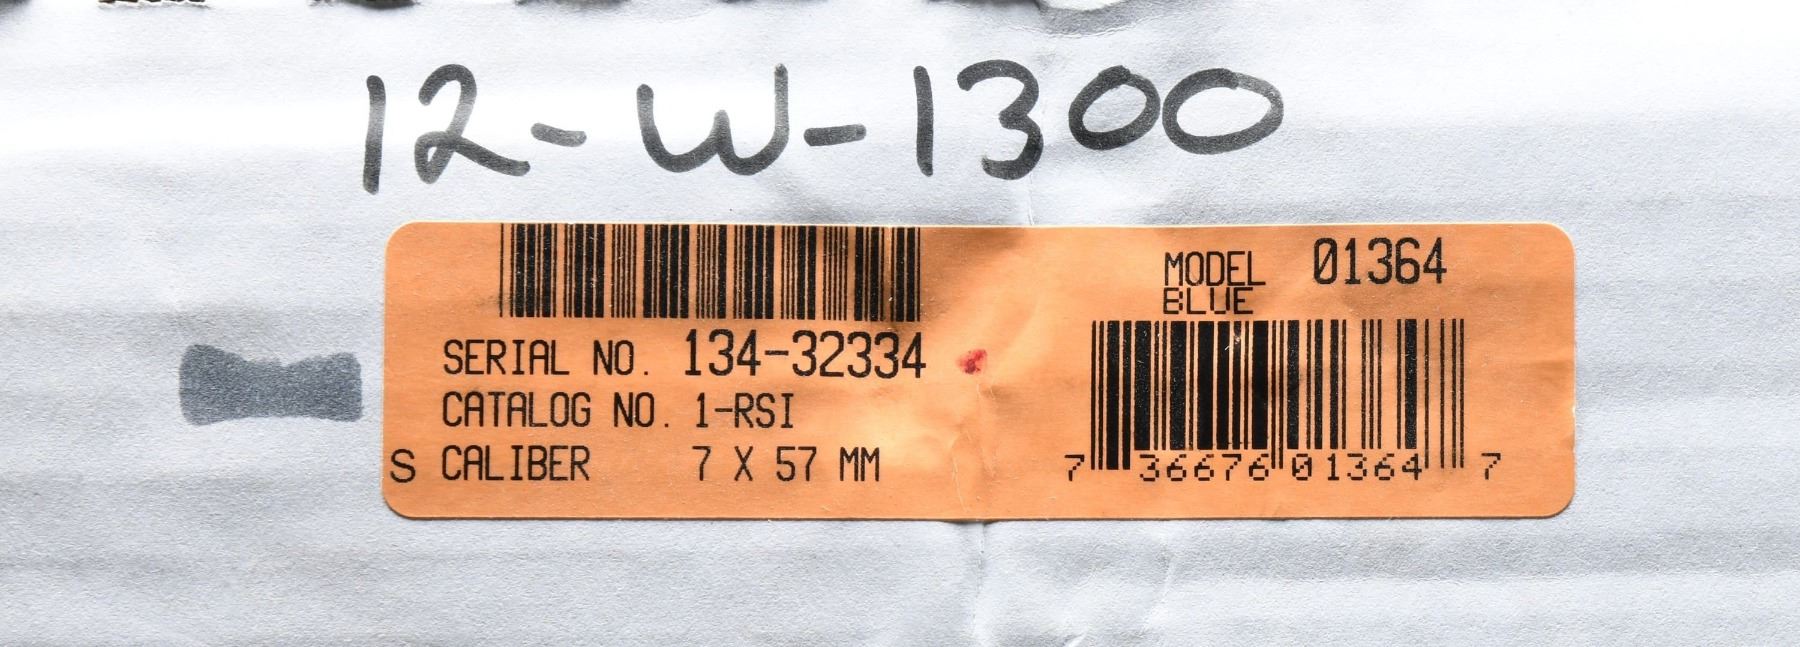 12-W-1300
MODEL 01364
BLUE
SERIAL NO. 134-32334
CATALOG NO. 1-RSI
S CALIBER 7 X 57 MM
7 36676 01364 7